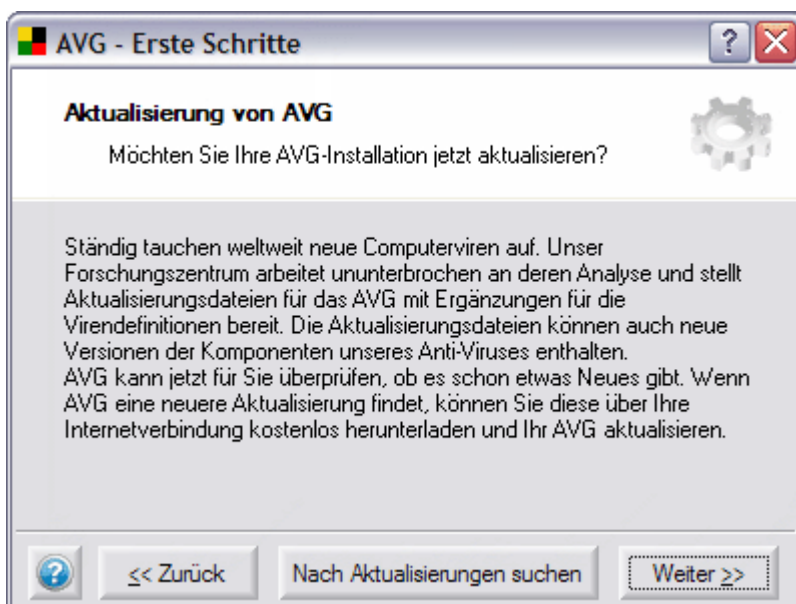 AVG - Erste Schritte
?
Aktualisierung von AVG
Möchten Sie Ihre AVG-Installation jetzt aktualisieren?
Ständig tauchen weltweit neue Computerviren auf. Unser
Forschungszentrum arbeitet ununterbrochen an deren Analyse und stellt
Aktualisierungsdateien für das AVG mit Ergänzungen für die
Virendefinitionen bereit. Die Aktualisierungsdateien können auch neue
Versionen der Komponenten unseres Anti-Viruses enthalten.
AVG kann jetzt für Sie überprüfen, ob es schon etwas Neues gibt. Wenn
AVG eine neuere Aktualisierung findet, können Sie diese über Ihre
Internetverbindung kostenlos herunterladen und Ihr AVG aktualisieren.
? << Zurück Nach Aktualisierungen suchen Weiter >>